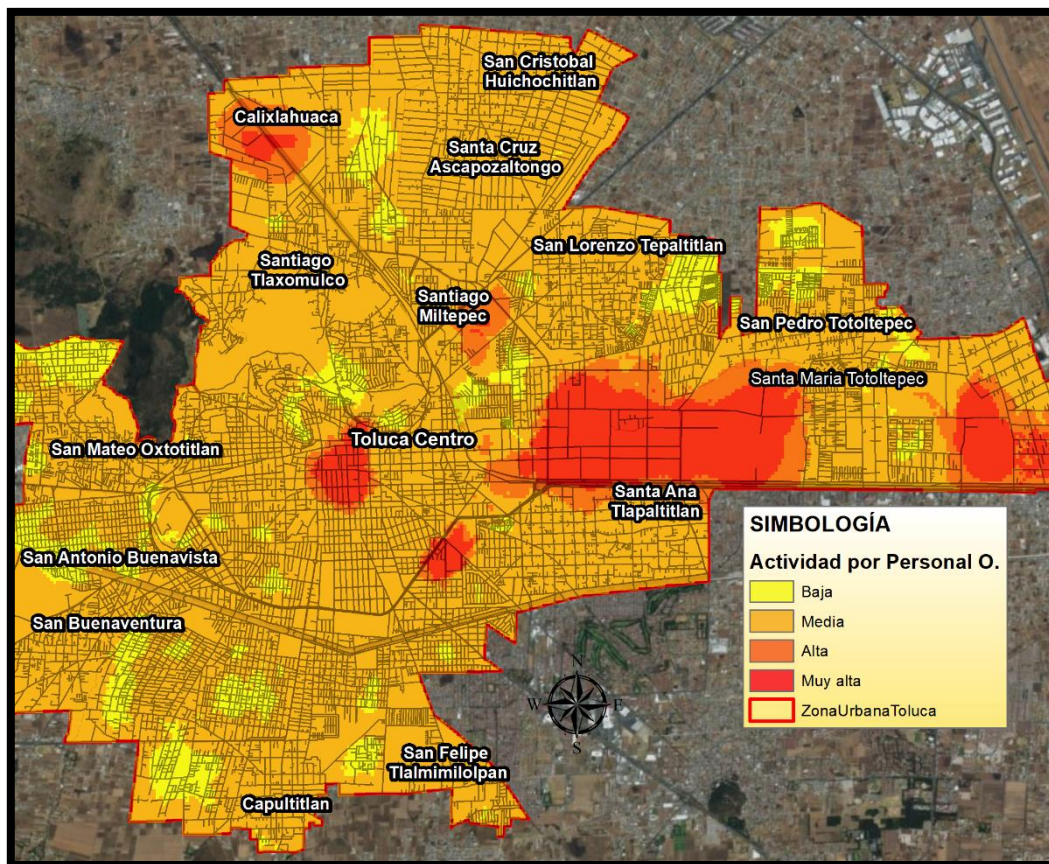 San Cristobal
Huichochitlan
Calixlahuaca
Santa Cruz
Ascapozaltongo
San Lorenzo Tepaltitlan
Santiago
Tlaxomulco
Santiago
Miltepec
San Pedro Totoltepec
Santa Maria Totoltepec
Toluca Centro
San Mateo Oxtotitlan
Santa Ana
Tlapaltitlan
San Antonio Buenavista
San Buenaventura
San Felipe
Tlalmimilolpan
Capultitlan
N
W
E
S
SIMBOLOGÍA
Actividad por Personal O.
Baja
Media
Alta
Muy alta
ZonaUrbanaToluca